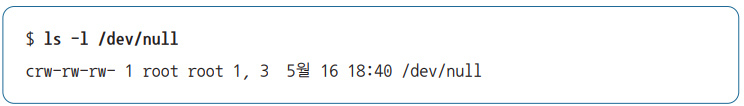 $ ls -l /dev/null
crw-rw-rw- 1 root root 1, 3  5월 16 18:40 /dev/null